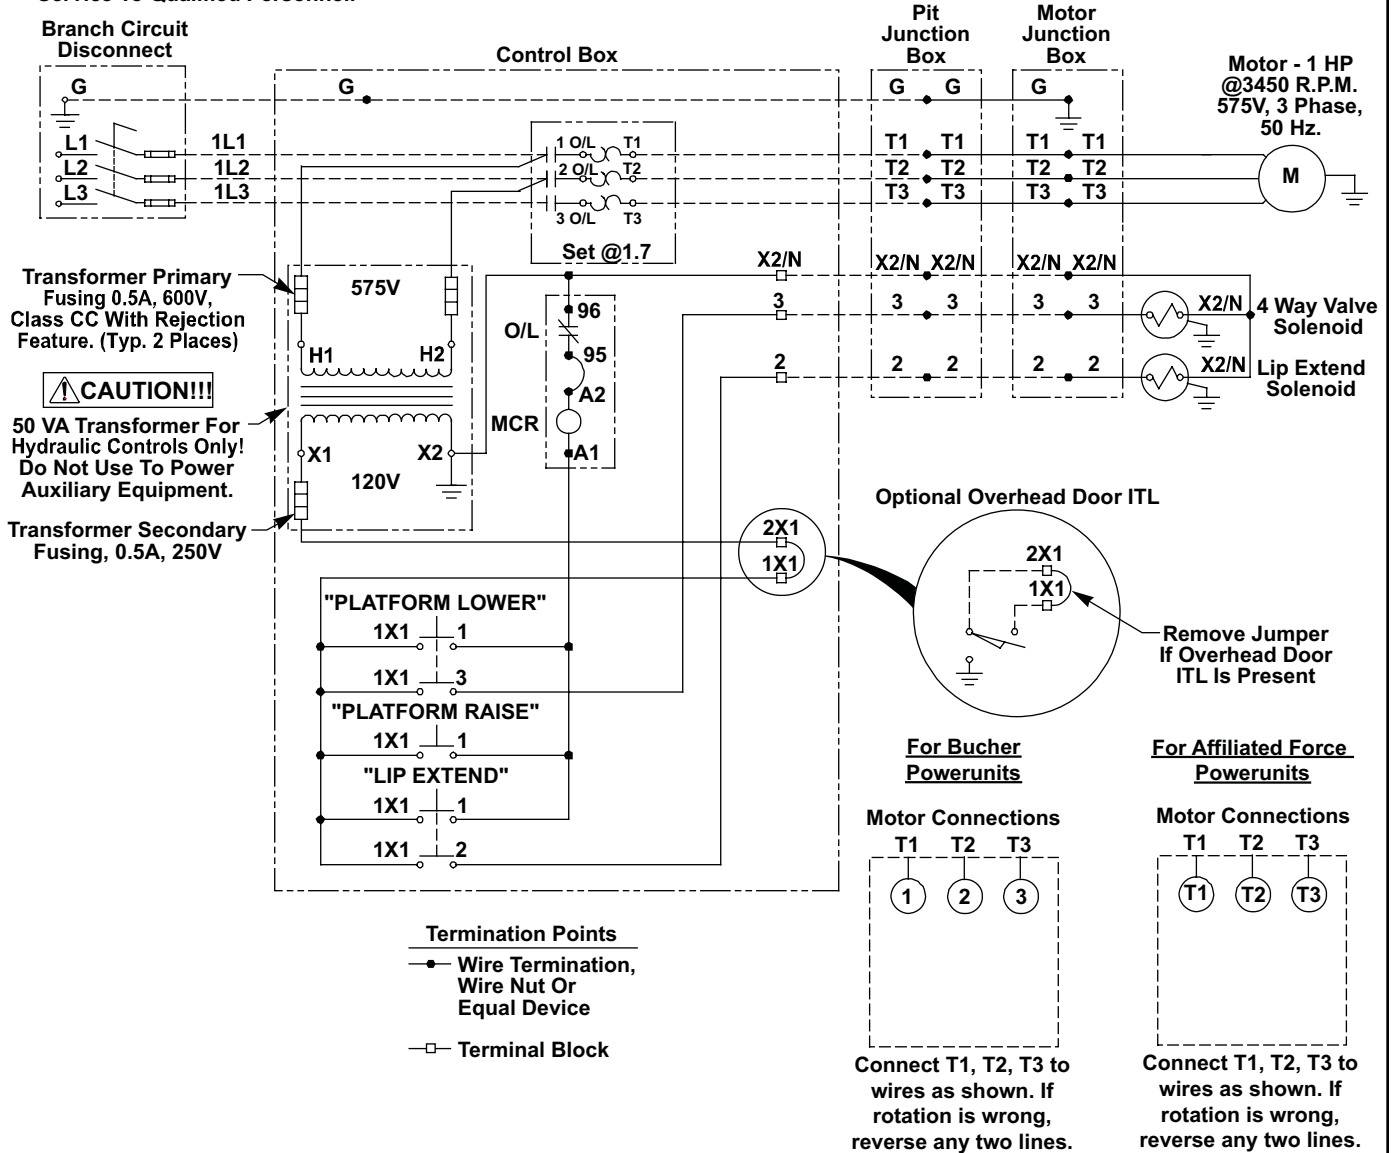 Branch Circuit
Disconnect
Control Box
Pit
Junction
Box
Motor
Junction
Box
Motor - 1 HP
@3450 R.P.M.
575V, 3 Phase,
50 Hz.
G
G
G G
G
L1
L2
L3
1L1
1L2
1L3
1 O/L T1
2 O/L T2
3 O/L T3
Set @1.7
T1 T1 T1 T1
T2 T2 T2 T2
T3 T3 T3 T3
M
X2/N X2/N X2/N X2/N X2/N
3 3 3 3 3
2 2 2 2 2
X2/N
4 Way Valve
Solenoid
X2/N
Lip Extend
Solenoid
Transformer Primary
Fusing 0.5A, 600V,
Class CC With Rejection
Feature. (Typ. 2 Places)
CAUTION!!!
50 VA Transformer For
Hydraulic Controls Only!
Do Not Use To Power
Auxiliary Equipment.
Transformer Secondary
Fusing, 0.5A, 250V
575V
H1 H2
X1 X2
120V
O/L
96
95
A2
MCR
A1
2X1
1X1
"PLATFORM LOWER"
1X1 1
1X1 3
"PLATFORM RAISE"
1X1 1
"LIP EXTEND"
1X1 1
1X1 2
Optional Overhead Door ITL
2X1
1X1
Remove Jumper
If Overhead Door
ITL Is Present
Termination Points
Wire Termination,
Wire Nut Or
Equal Device
Terminal Block
For Bucher
Powerunits
Motor Connections
T1 T2 T3
1 2 3
Connect T1, T2, T3 to
wires as shown. If
rotation is wrong,
reverse any two lines.
For Affiliated Force
Powerunits
Motor Connections
T1 T2 T3
T1 T2 T3
Connect T1, T2, T3 to
wires as shown. If
rotation is wrong,
reverse any two lines.